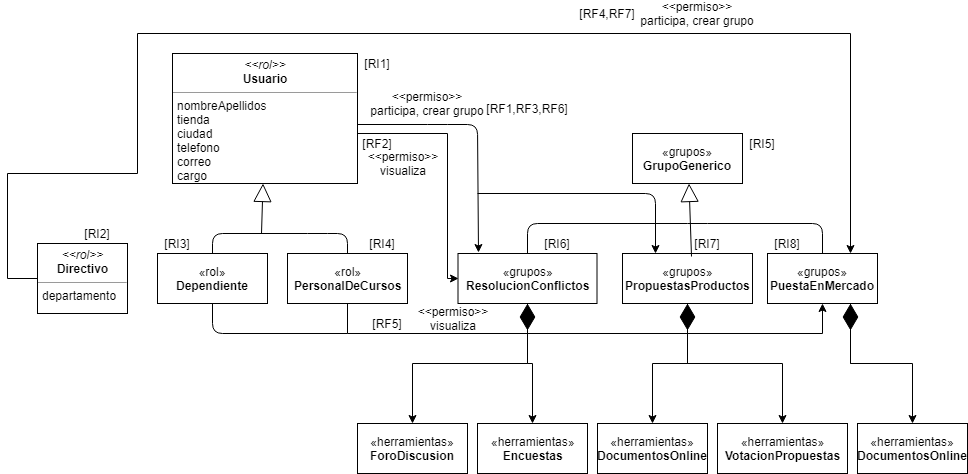 <<permiso>>
[RF4,RF7]
participa, crear grupo
<<rol>>
Usuario
[RI1]
nombreApellidos
tienda
ciudad
telefono
correo
cargo
<<permiso>>
participa, crear grupo [RF1,RF3,RF6]
[RF2]
<<permiso>>
visualiza
«grupos»
GrupoGenerico
[RI5]
[RI2]
<<rol>>
Directivo
departamento
[RI3]
«rol»
Dependiente
[RI4]
«rol»
PersonalDeCursos
[RI6]
«grupos»
ResolucionConflictos
[RI7]
«grupos»
PropuestasProductos
[RI8]
«grupos»
PuestaEnMercado
[RF5]
<<permiso>>
visualiza
«herramientas»
ForoDiscusion
«herramientas»
Encuestas
«herramientas»
DocumentosOnline
«herramientas»
VotacionPropuestas
«herramientas»
DocumentosOnline